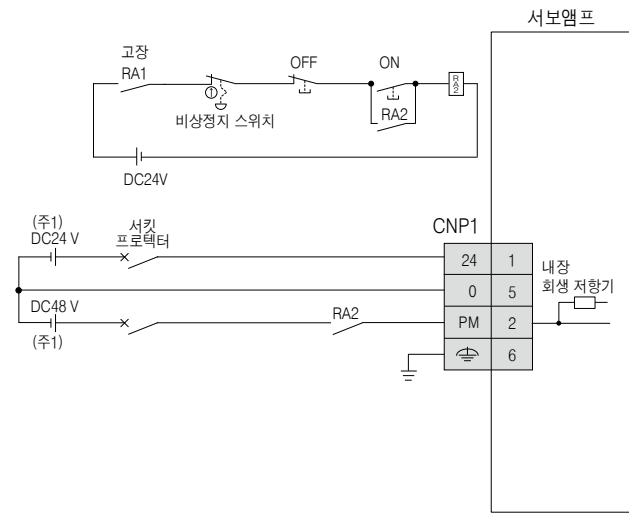 서보앰프
고장
RA1
OFF
ON
RA2
RA2
비상정지 스위치
DC24V
(주1)
DC24 V
서킷
프로텍터
CNP1
24 1
0 5
PM 2
6
내장
회생 저항기
DC48 V
(주1)
RA2